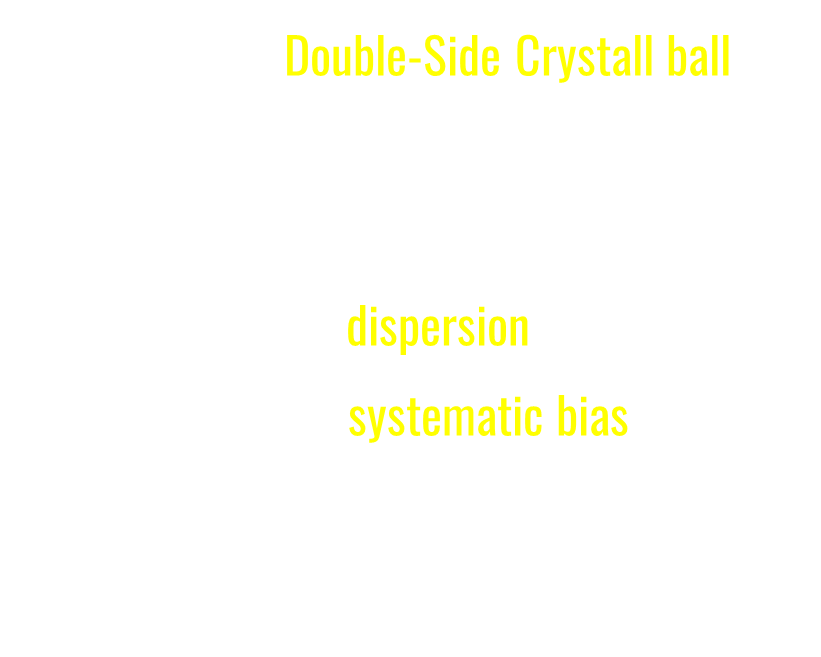 Double-Side Crystall ball
dispersion
systematic bias